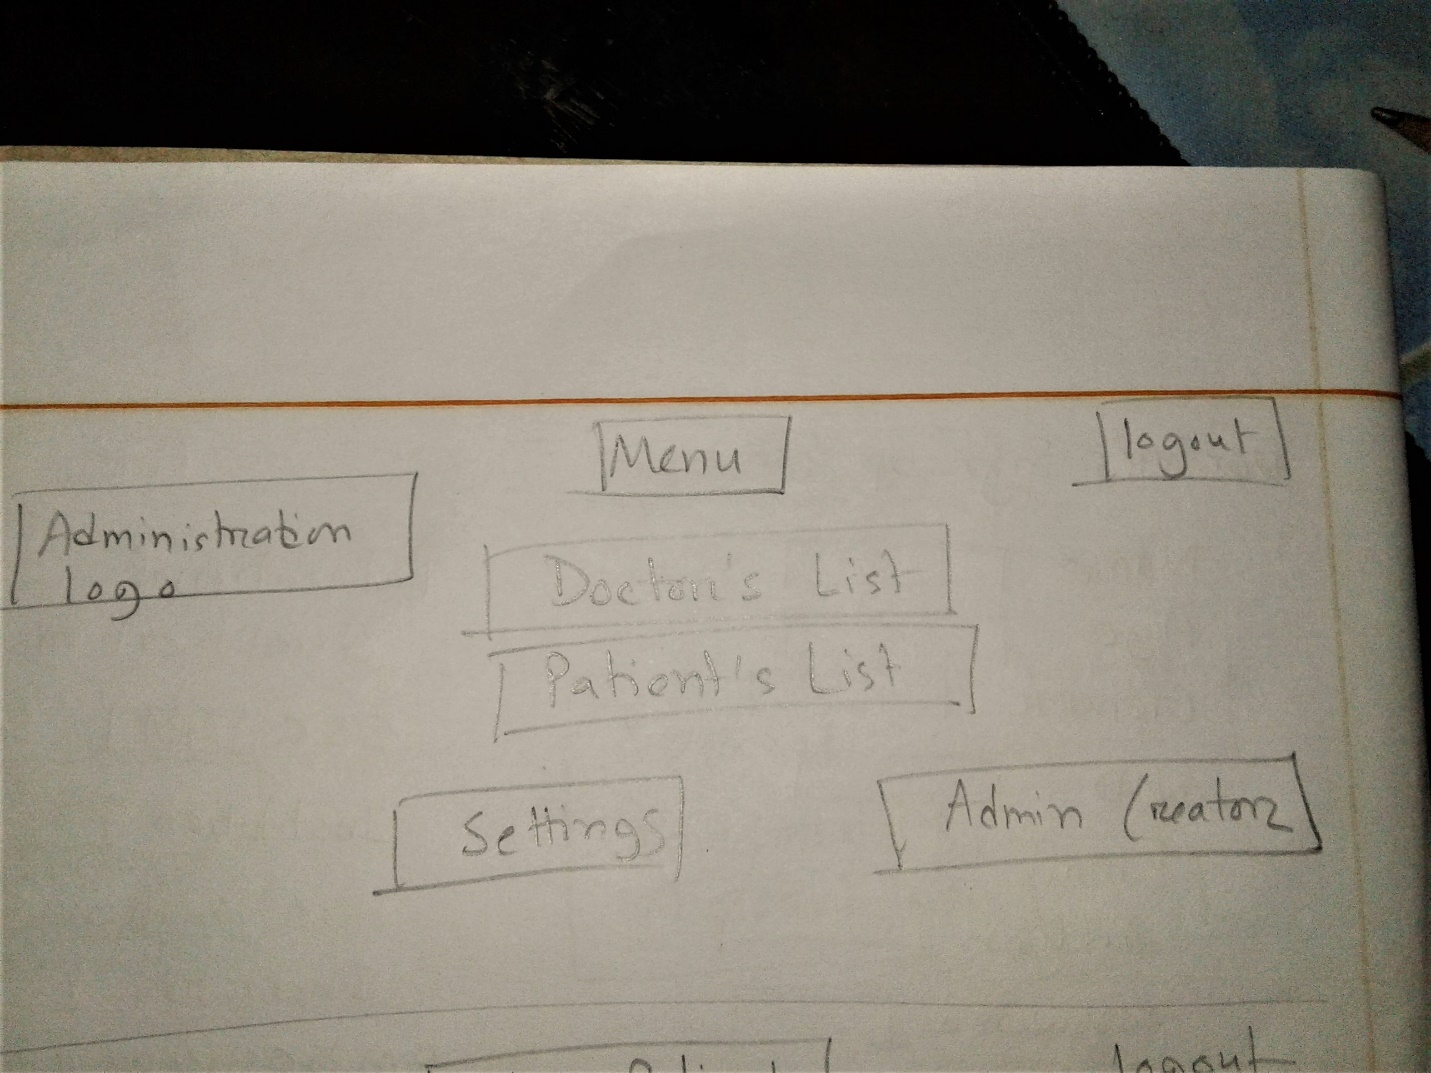 Menu
logout
Administration
logo
Doctor's List
Patient's List
Settings
Admin Creator
logout